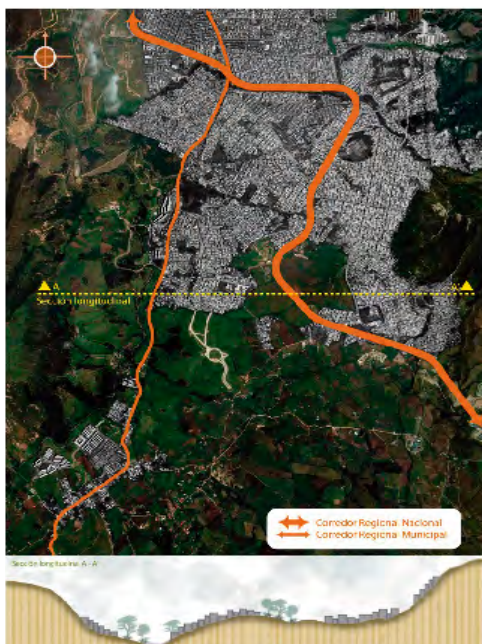 A
A'
Sección longitudinal
Corredor Regional Nacional
Corredor Regional Municipal
Sección longitudinal A - A'